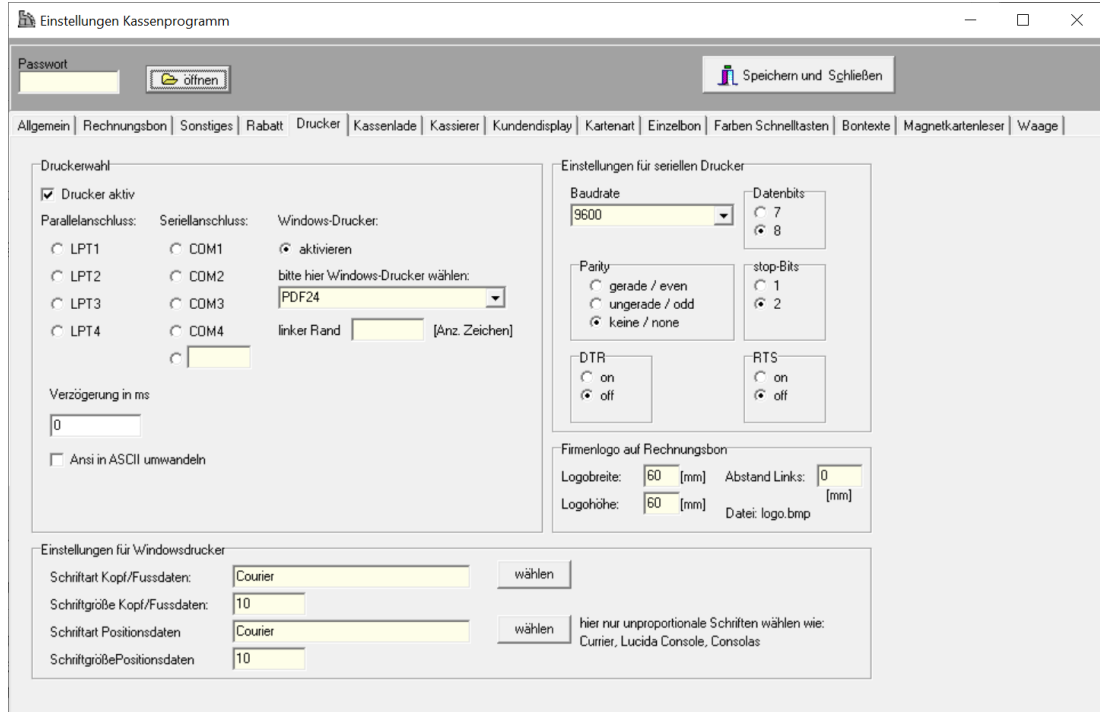 Einstellungen Kassenprogramm
Passwort
öffnen
Speichern und Schließen
Allgemein Rechnungsbon Sonstiges Rabatt Drucker Kassenlade Kassierer Kundendisplay Kartenart Einzelbon Farben Schnelltasten Bontexte Magnetkartenleser Waage
Druckerwahl
Drucker aktiv
Parallelanschluss: Seriellanschluss: Windows-Drucker:
LPT1 COM1 aktivieren
LPT2 COM2 bitte hier Windows-Drucker wählen:
LPT3 COM3 PDF24
LPT4 COM4 linker Rand [Anz. Zeichen]
Verzögerung in ms
0
Ansi in ASCII umwandeln
Einstellungen für seriellen Drucker
Baudrate
9600
Datenbits
7
8
Parity
gerade / even
ungerade / odd
keine / none
stop-Bits
1
2
DTR
on
off
RTS
on
off
Firmenlogo auf Rechnungsbon
Logobreite: 60 [mm] Abstand Links: 0
[mm]
Logohöhe: 60 [mm] Datei: logo.bmp
Einstellungen für Windowsdrucker
Schriftart Kopf/Fussdaten: Courier wählen
Schriftgröße Kopf/Fussdaten: 10
Schriftart Positionsdaten Courier wählen
hier nur unproportionale Schriften wählen wie:
Currier, Lucida Console, Consolas
SchriftgrößePositionsdaten 10